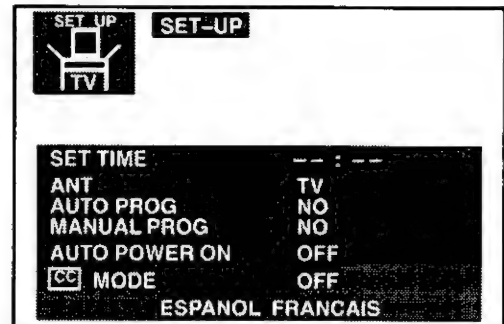 SET UP
TV
SET-UP
SET TIME -- : --
ANT TV
AUTO PROG NO
MANUAL PROG NO
AUTO POWER ON OFF
CC MODE OFF
ESPANOL FRANCAIS